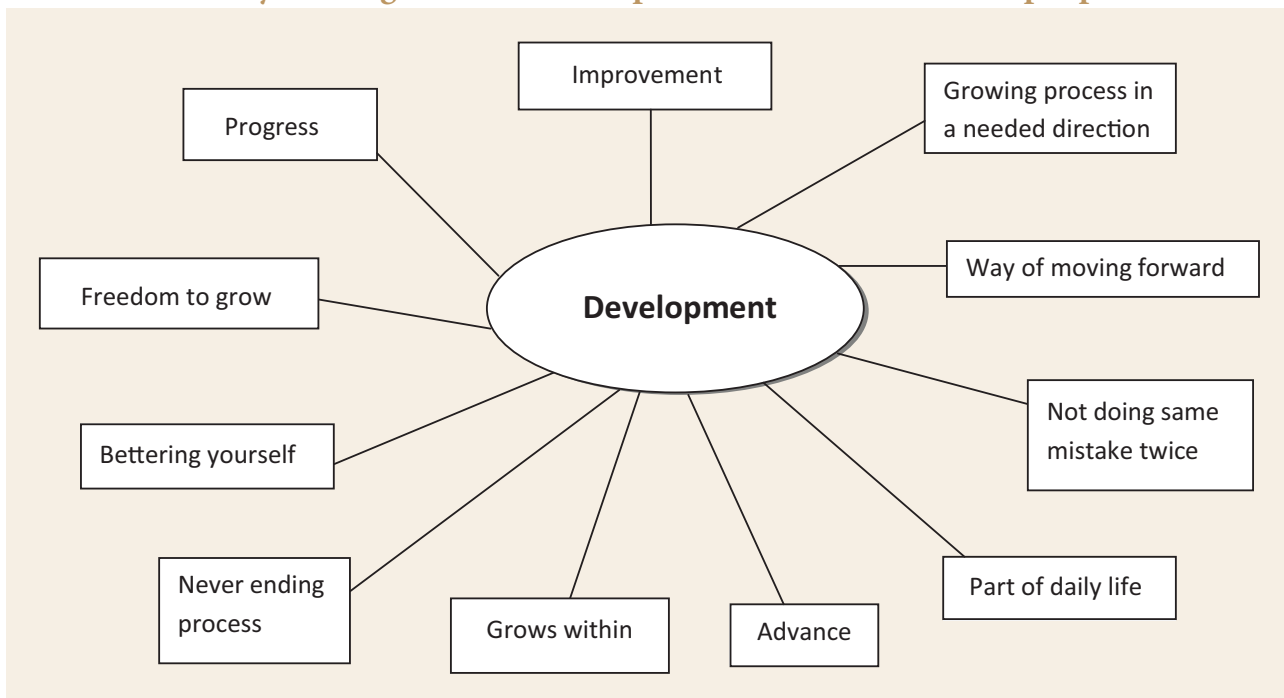 Improvement
Growing process in
a needed direction
Progress
Way of moving forward
Freedom to grow
Development
Not doing same
mistake twice
Bettering yourself
Never ending
process
Part of daily life
Grows within
Advance